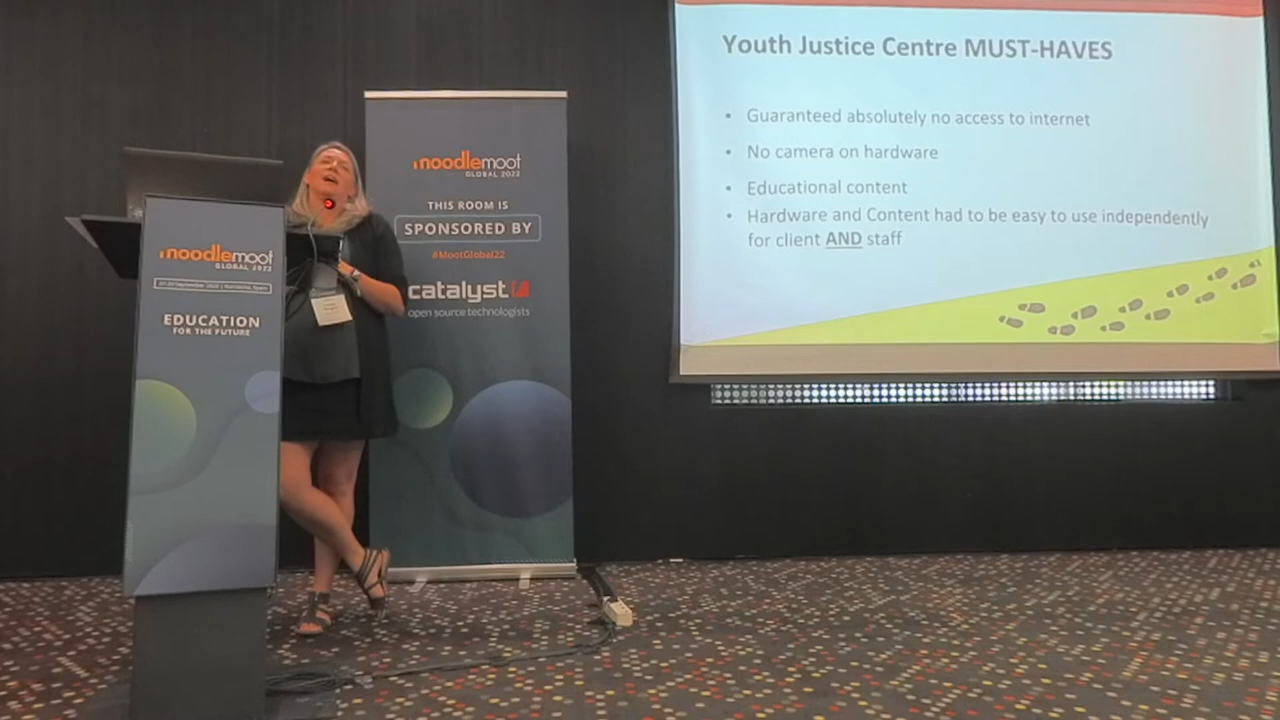 Youth Justice Centre MUST-HAVES
• Guaranteed absolutely no access to internet
• No camera on hardware
• Educational content
• Hardware and Content had to be easy to use independently
for client AND staff
moodlemoot
GLOBAL 2022
THIS ROOM IS
SPONSORED BY
#MootGlobal22
catalyst
open source technologists
moodlemoot
GLOBAL 2022
EDUCATION
FOR THE FUTURE